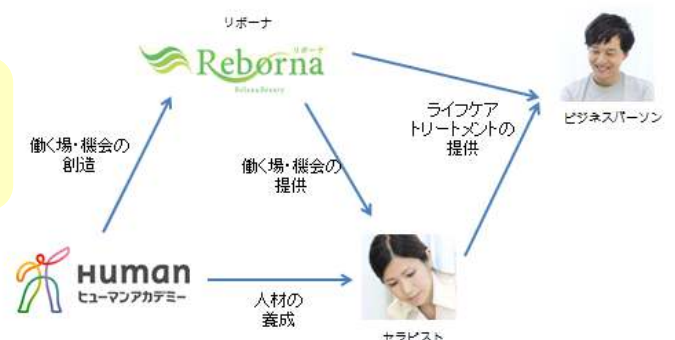 リボーナ
リボーナ
Reborna
ビジネスパーソン
ライフケア
トリートメントの
提供
働く場・機会の
創造
働く場・機会の
提供
Human
ヒューマンアカデミー
人材の
養成
セラピスト